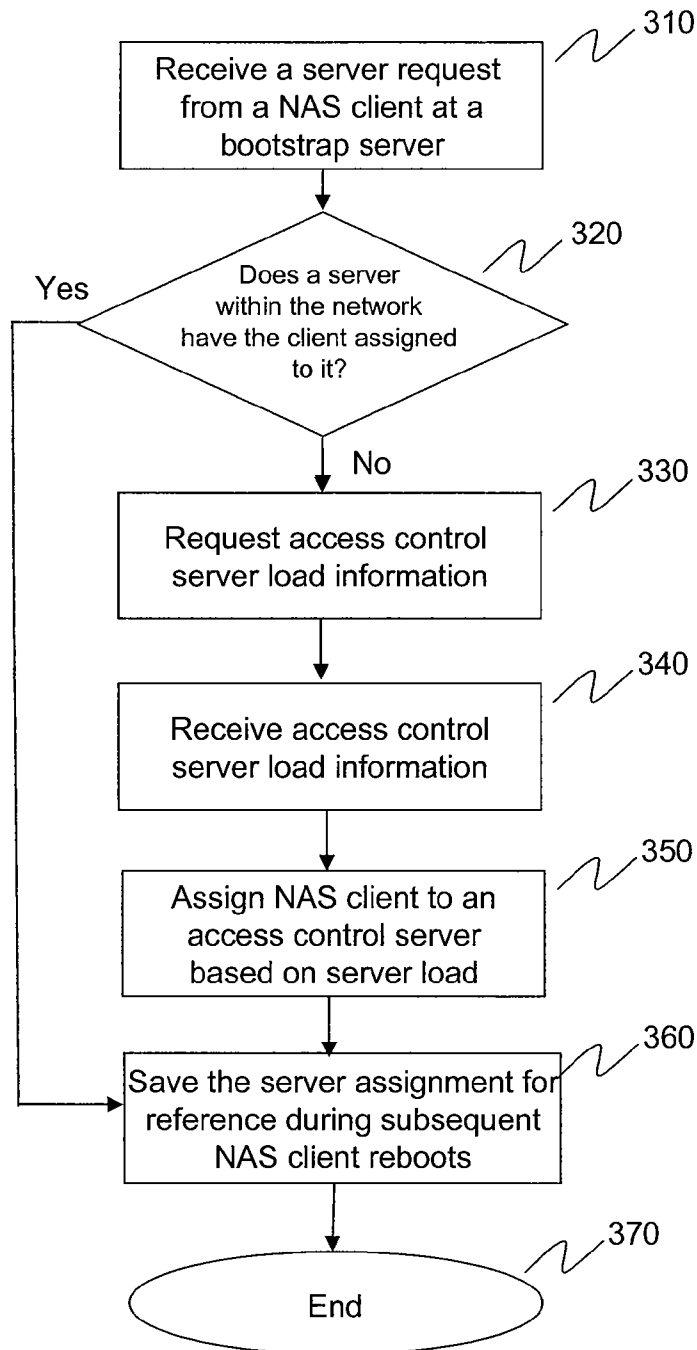 310
Receive a server request
from a NAS client at a
bootstrap server
320
Yes
Does a server
within the network
have the client assigned
to it?
No
330
Request access control
server load information
340
Receive access control
server load information
350
Assign NAS client to an
access control server
based on server load
360
Save the server assignment for
reference during subsequent
NAS client reboots
370
End